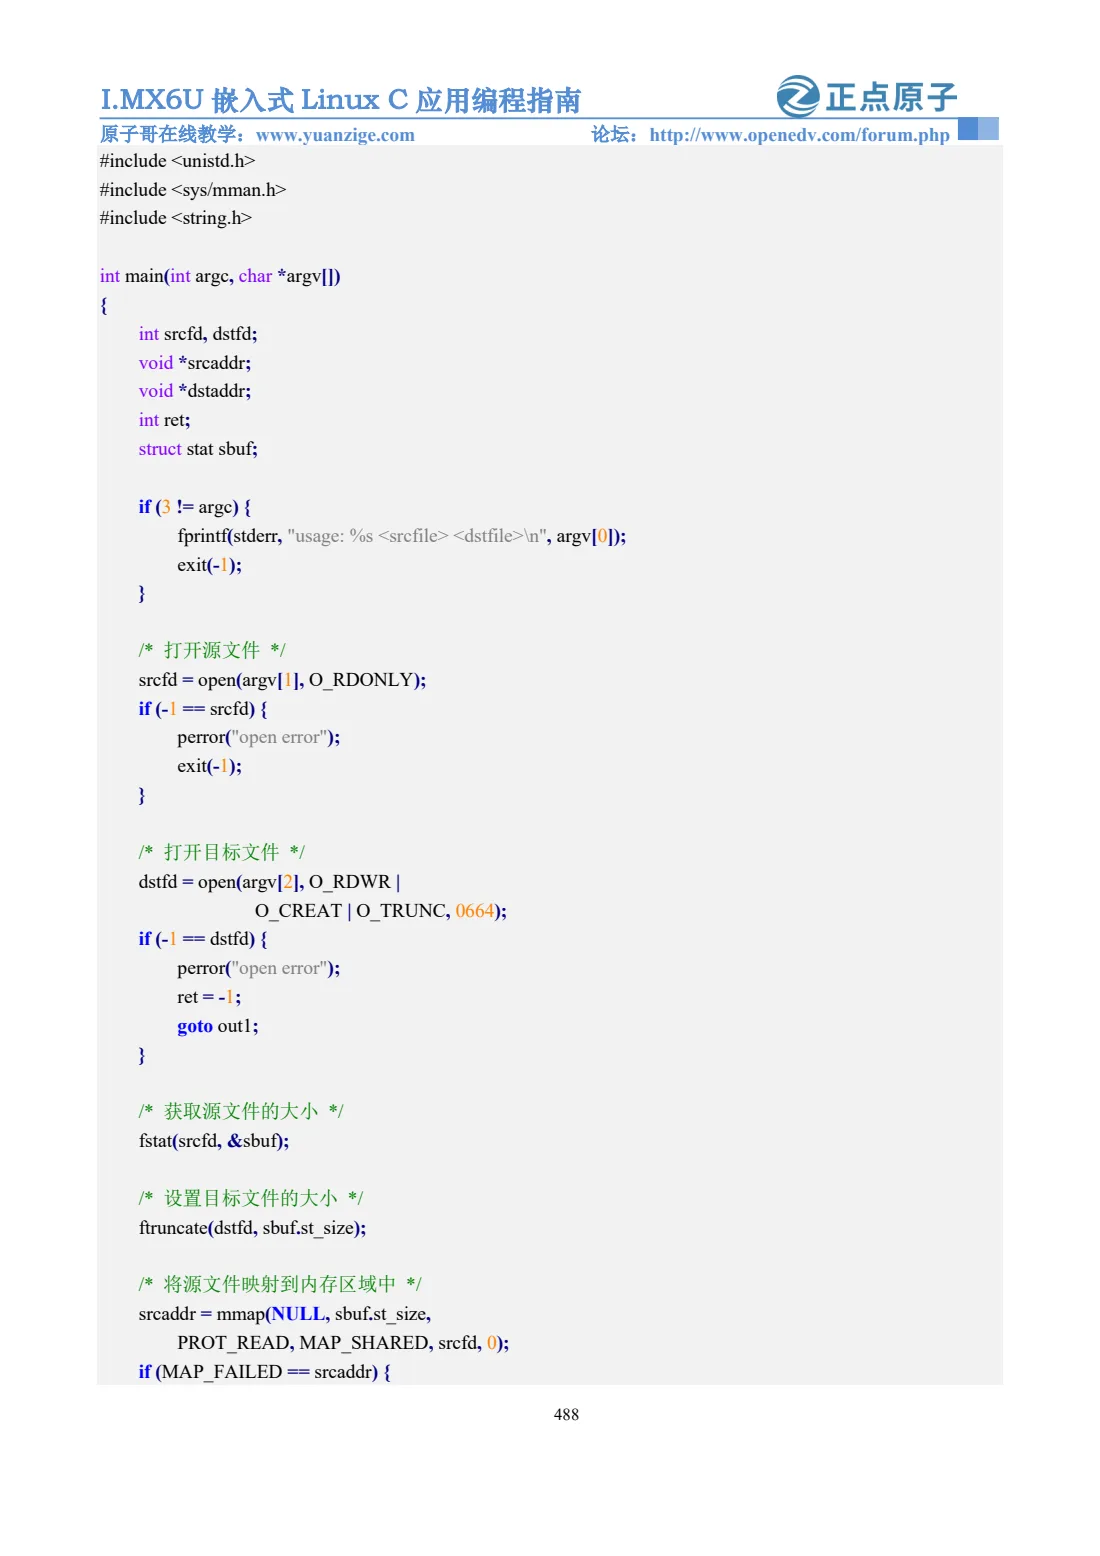 I.MX6U 嵌入式 Linux C 应用编程指南
正点原子
原子哥在线教学：www.yuanzige.com 论坛：http://www.openedv.com/forum.php
#include <unistd.h>
#include <sys/mman.h>
#include <string.h>
int main(int argc, char *argv[])
{
int srcfd, dstfd;
void *srcaddr;
void *dstaddr;
int ret;
struct stat sbuf;
if (3 != argc) {
fprintf(stderr, "usage: %s <srcfile> <dstfile>\n", argv[0]);
exit(-1);
}
/* 打开源文件 */
srcfd = open(argv[1], O_RDONLY);
if (-1 == srcfd) {
perror("open error");
exit(-1);
}
/* 打开目标文件 */
dstfd = open(argv[2], O_RDWR |
O_CREAT | O_TRUNC, 0664);
if (-1 == dstfd) {
perror("open error");
ret = -1;
goto out1;
}
/* 获取源文件的大小 */
fstat(srcfd, &sbuf);
/* 设置目标文件的大小 */
ftruncate(dstfd, sbuf.st_size);
/* 将源文件映射到内存区域中 */
srcaddr = mmap(NULL, sbuf.st_size,
PROT_READ, MAP_SHARED, srcfd, 0);
if (MAP_FAILED == srcaddr) {
488